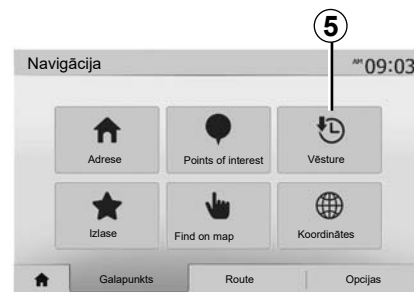 5
Navigācija AM 09:03
Adrese Points of interest Vēsture
Izlase Find on map Koordinātes
Galapunkts Route Opcijas